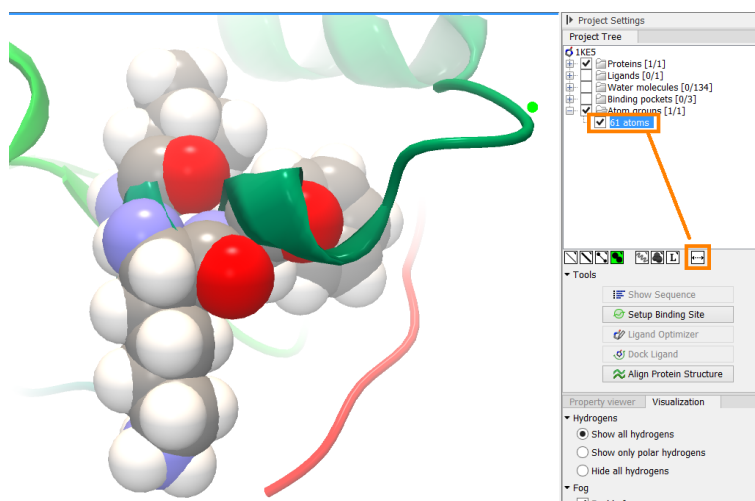 Project Settings
Project Tree
1KE5
Proteins [1/1]
Ligands [0/1]
Water molecules [0/134]
Binding pockets [0/3]
Atom groups [1/1]
61 atoms
L
Tools
Show Sequence
Setup Binding Site
Ligand Optimizer
Dock Ligand
Align Protein Structure
Property viewer Visualization
Hydrogens
Show all hydrogens
Show only polar hydrogens
Hide all hydrogens
Fog